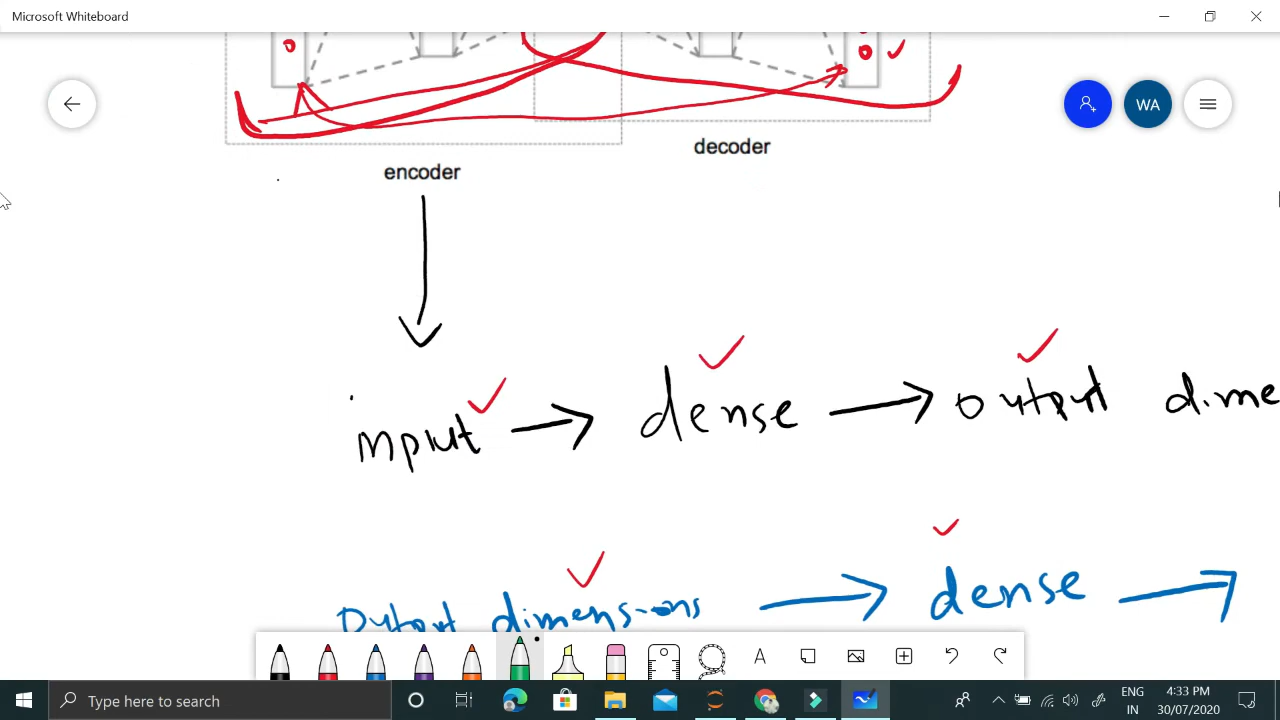 Microsoft Whiteboard
WA
decoder
encoder
input → dense → output dime
output dimensions → dense →
A
Type here to search
ENG
IN
4:33 PM
30/07/2020